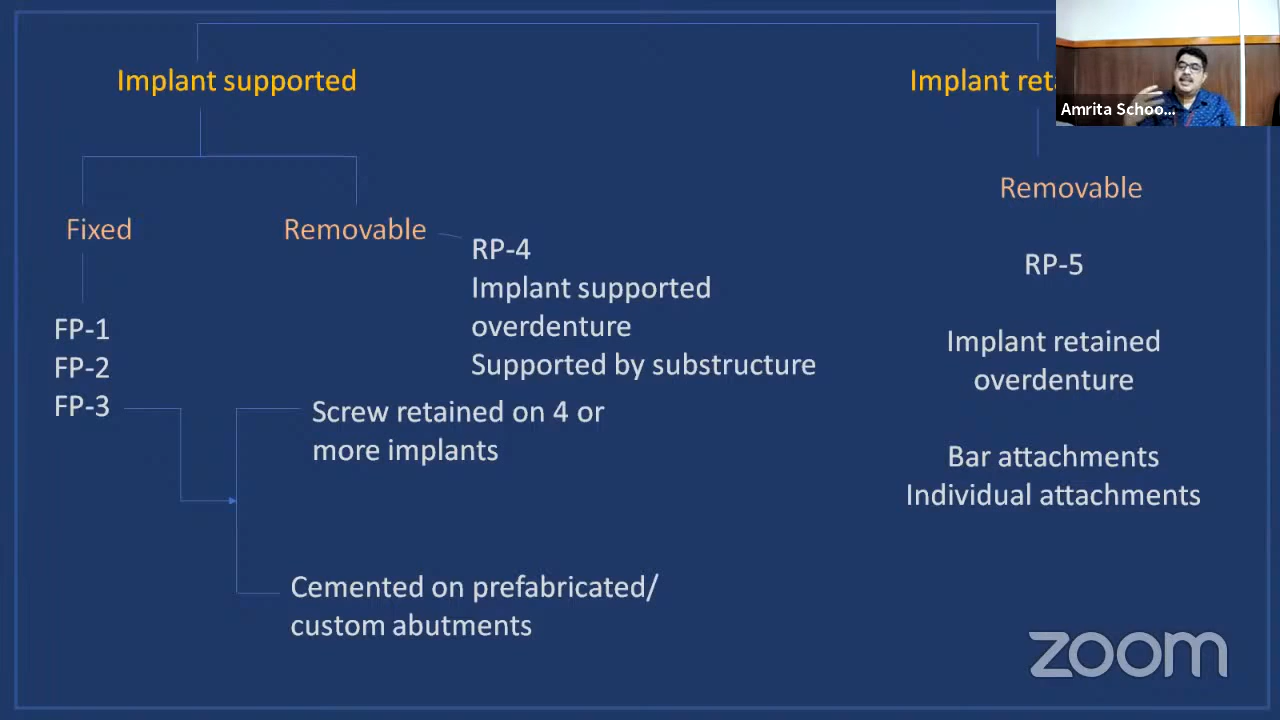 Implant supported
Implant
Amrita Schoo...
Removable
Fixed
Removable
RP-4
Implant supported
overdenture
Supported by substructure
RP-5
FP-1
FP-2
FP-3
Implant retained
overdenture
Screw retained on 4 or
more implants
Bar attachments
Individual attachments
Cemented on prefabricated/
custom abutments
zoom